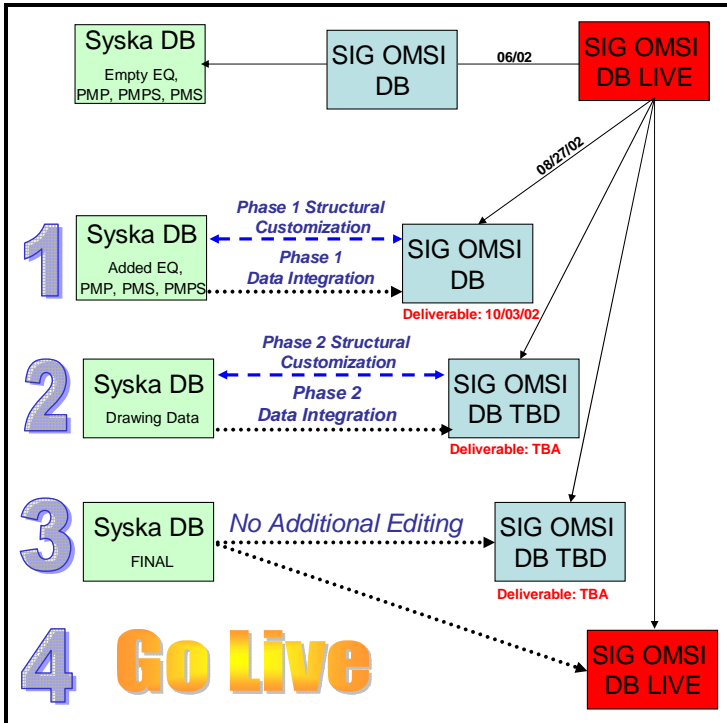 Syska DB
Empty EQ,
PMP, PMPS, PMS
SIG OMSI
DB
06/02
SIG OMSI
DB LIVE
08/27/02
1
Syska DB
Added EQ,
PMP, PMS, PMPS
Phase 1 Structural
Customization
Phase 1
Data Integration
SIG OMSI
DB
Deliverable: 10/03/02
2
Syska DB
Drawing Data
Phase 2 Structural
Customization
Phase 2
Data Integration
SIG OMSI
DB TBD
Deliverable: TBA
3
Syska DB
FINAL
No Additional Editing
SIG OMSI
DB TBD
Deliverable: TBA
4
Go Live
SIG OMSI
DB LIVE